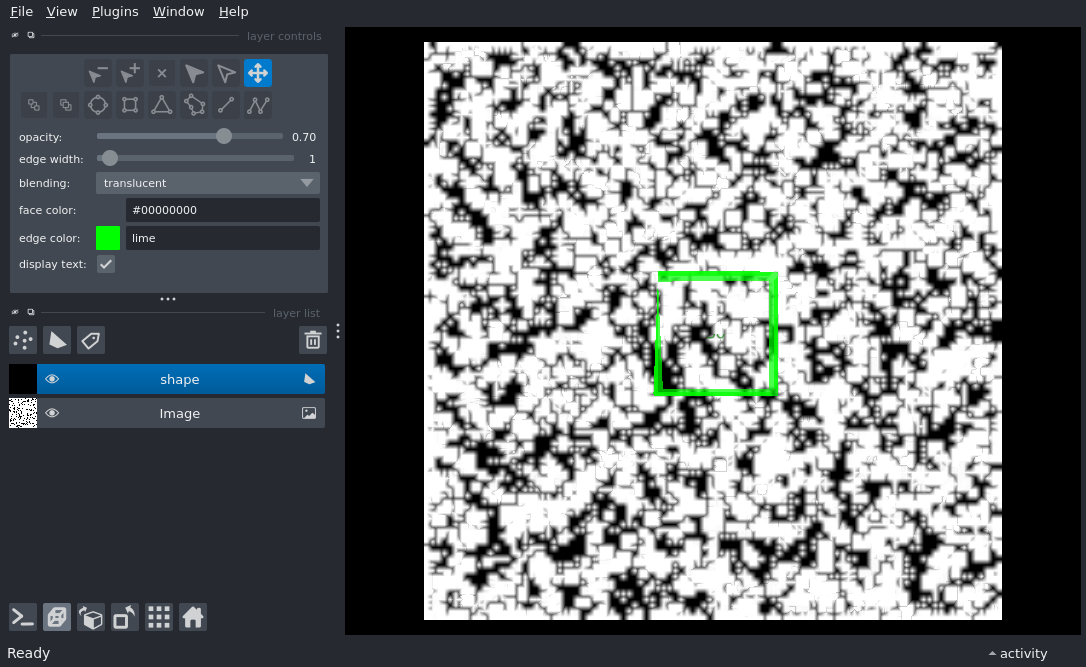 File View Plugins Window Help
layer controls
opacity: 0.70
edge width: 1
blending: translucent
face color: #00000000
edge color: lime
display text:
layer list
shape
Image
Ready
activity